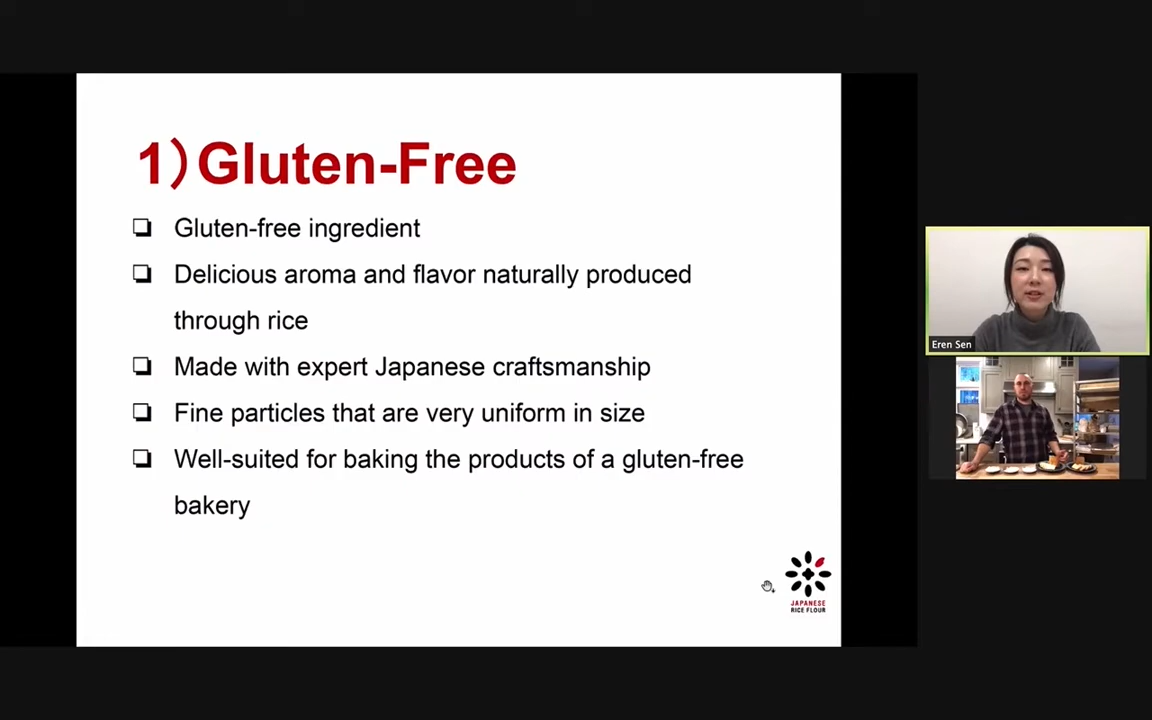 1）Gluten-Free
❏ Gluten-free ingredient
❏ Delicious aroma and flavor naturally produced
through rice
❏ Made with expert Japanese craftsmanship
❏ Fine particles that are very uniform in size
❏ Well-suited for baking the products of a gluten-free
bakery
JAPANESE
RICE FLOUR
Eren Sen